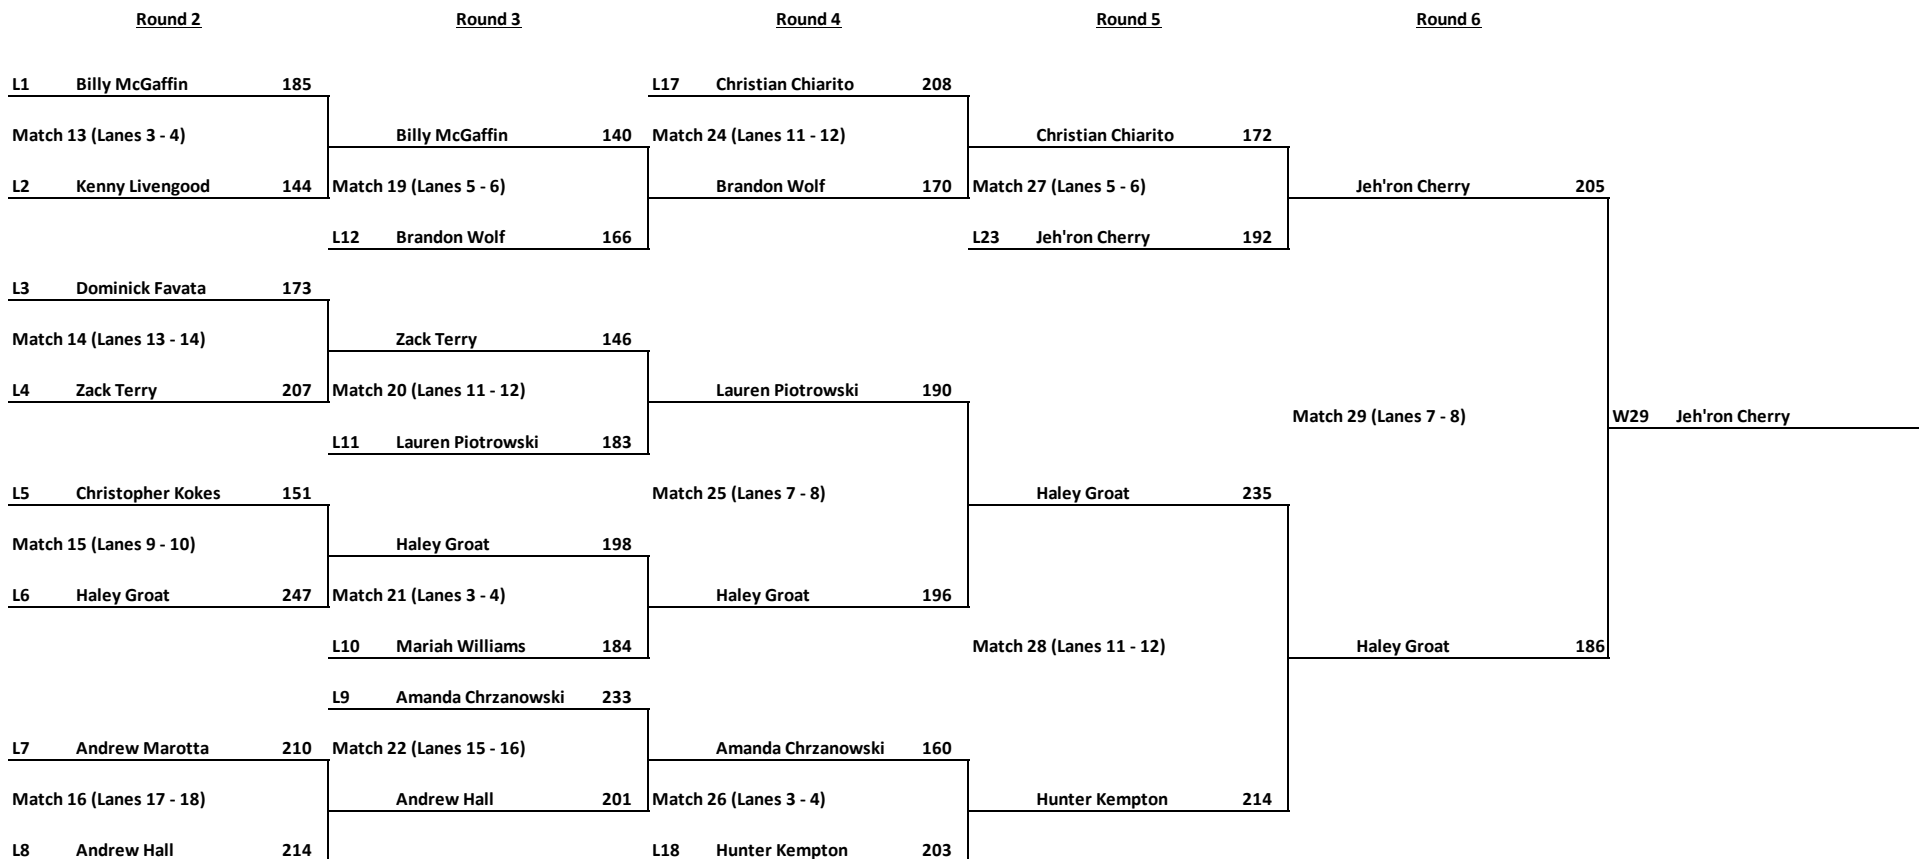 Round 2 Round 3 Round 4 Round 5 Round 6
L1 Billy McGaffin 185 L17 Christian Chiarito 208
Match 13 (Lanes 3 - 4) Billy McGaffin 140 Match 24 (Lanes 11 - 12) Christian Chiarito 172
L2 Kenny Livengood 144 Match 19 (Lanes 5 - 6) Brandon Wolf 170 Match 27 (Lanes 5 - 6) Jeh'ron Cherry 205
L12 Brandon Wolf 166 L23 Jeh'ron Cherry 192
L3 Dominick Favata 173
Match 14 (Lanes 13 - 14) Zack Terry 146
L4 Zack Terry 207 Match 20 (Lanes 11 - 12) Lauren Piotrowski 190
Match 29 (Lanes 7 - 8) W29 Jeh'ron Cherry
L11 Lauren Piotrowski 183
L5 Christopher Kokes 151 Match 25 (Lanes 7 - 8) Haley Groat 235
Match 15 (Lanes 9 - 10) Haley Groat 198
L6 Haley Groat 247 Match 21 (Lanes 3 - 4) Haley Groat 196
L10 Mariah Williams 184 Match 28 (Lanes 11 - 12) Haley Groat 186
L9 Amanda Chrzanowski 233
L7 Andrew Marotta 210 Match 22 (Lanes 15 - 16) Amanda Chrzanowski 160
Match 16 (Lanes 17 - 18) Andrew Hall 201 Match 26 (Lanes 3 - 4) Hunter Kempton 214
L8 Andrew Hall 214 L18 Hunter Kempton 203